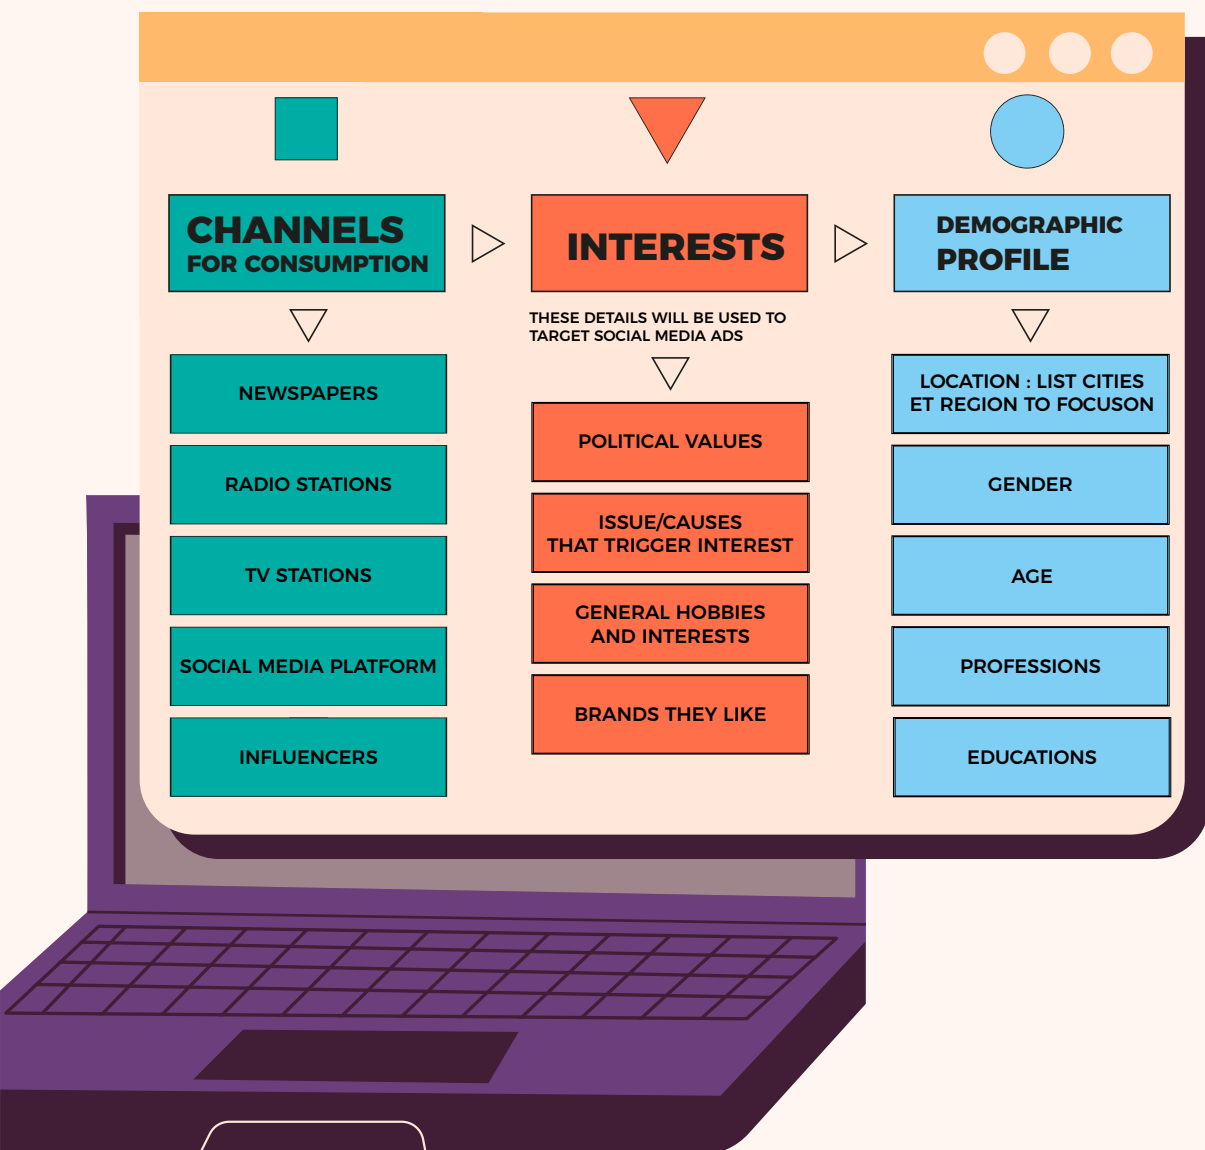 CHANNELS
FOR CONSUMPTION
NEWSPAPERS
RADIO STATIONS
TV STATIONS
SOCIAL MEDIA PLATFORM
INFLUENCERS
INTERESTS
THESE DETAILS WILL BE USED TO
TARGET SOCIAL MEDIA ADS
POLITICAL VALUES
ISSUE/CAUSES
THAT TRIGGER INTEREST
GENERAL HOBBIES
AND INTERESTS
BRANDS THEY LIKE
DEMOGRAPHIC
PROFILE
LOCATION : LIST CITIES
ET REGION TO FOCUSON
GENDER
AGE
PROFESSIONS
EDUCATIONS